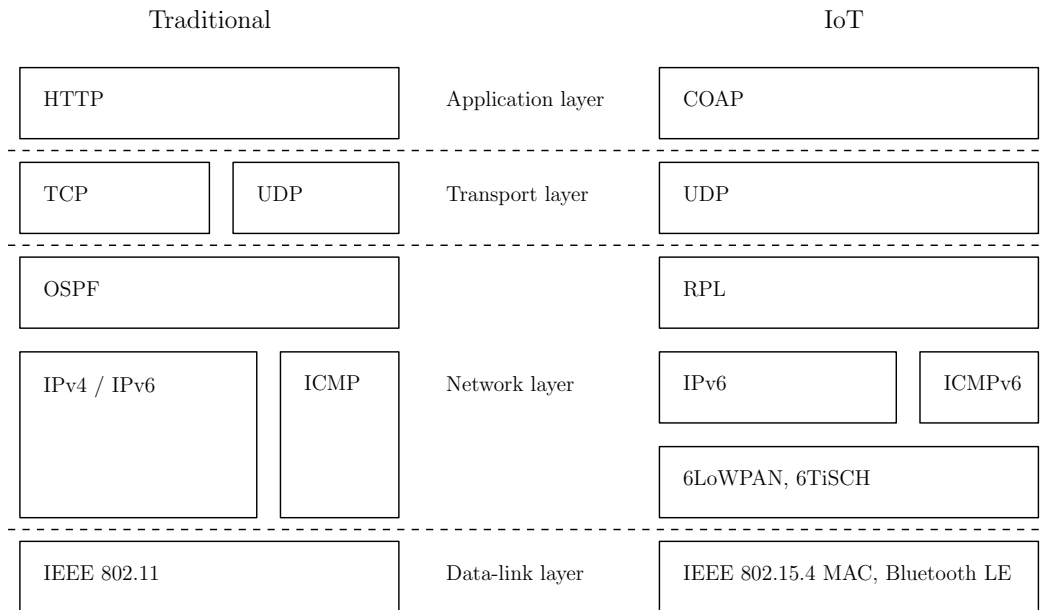 Traditional IoT
HTTP Application layer COAP
TCP UDP Transport layer UDP
OSPF RPL
IPv4 / IPv6 ICMP Network layer IPv6 ICMPv6
6LoWPAN, 6TiSCH
IEEE 802.11 Data-link layer IEEE 802.15.4 MAC, Bluetooth LE